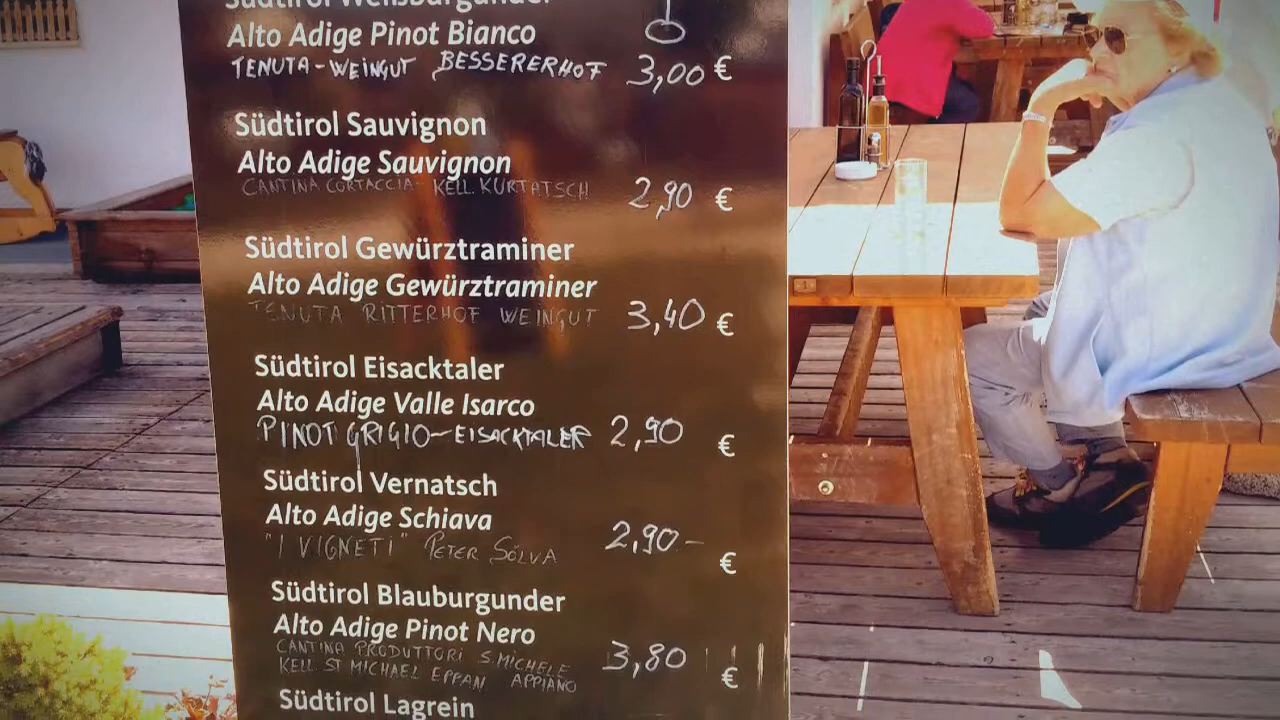 Südtirol Weißburgunder
Alto Adige Pinot Bianco
TENUTA-WEINGUT BESSERERHOF 3,00 €
Südtirol Sauvignon
Alto Adige Sauvignon
CANTINA CORTACCIA- KELL. KURTATSCH 2,90 €
Südtirol Gewürztraminer
Alto Adige Gewürztraminer
TENUTA RITTERHOF WEINGUT 3,40 €
Südtirol Eisacktaler
Alto Adige Valle Isarco
PINOT GRIGIO-EISACKTALER 2,90 €
Südtirol Vernatsch
Alto Adige Schiava
"I VIGNETI" PETER SÖLVA 2,90- €
Südtirol Blauburgunder
Alto Adige Pinot Nero
CANTINA PRODUTTORI S.MICHELE
KELL. ST MICHAEL EPPAN APPIANO 3,80 €
Südtirol Lagrein